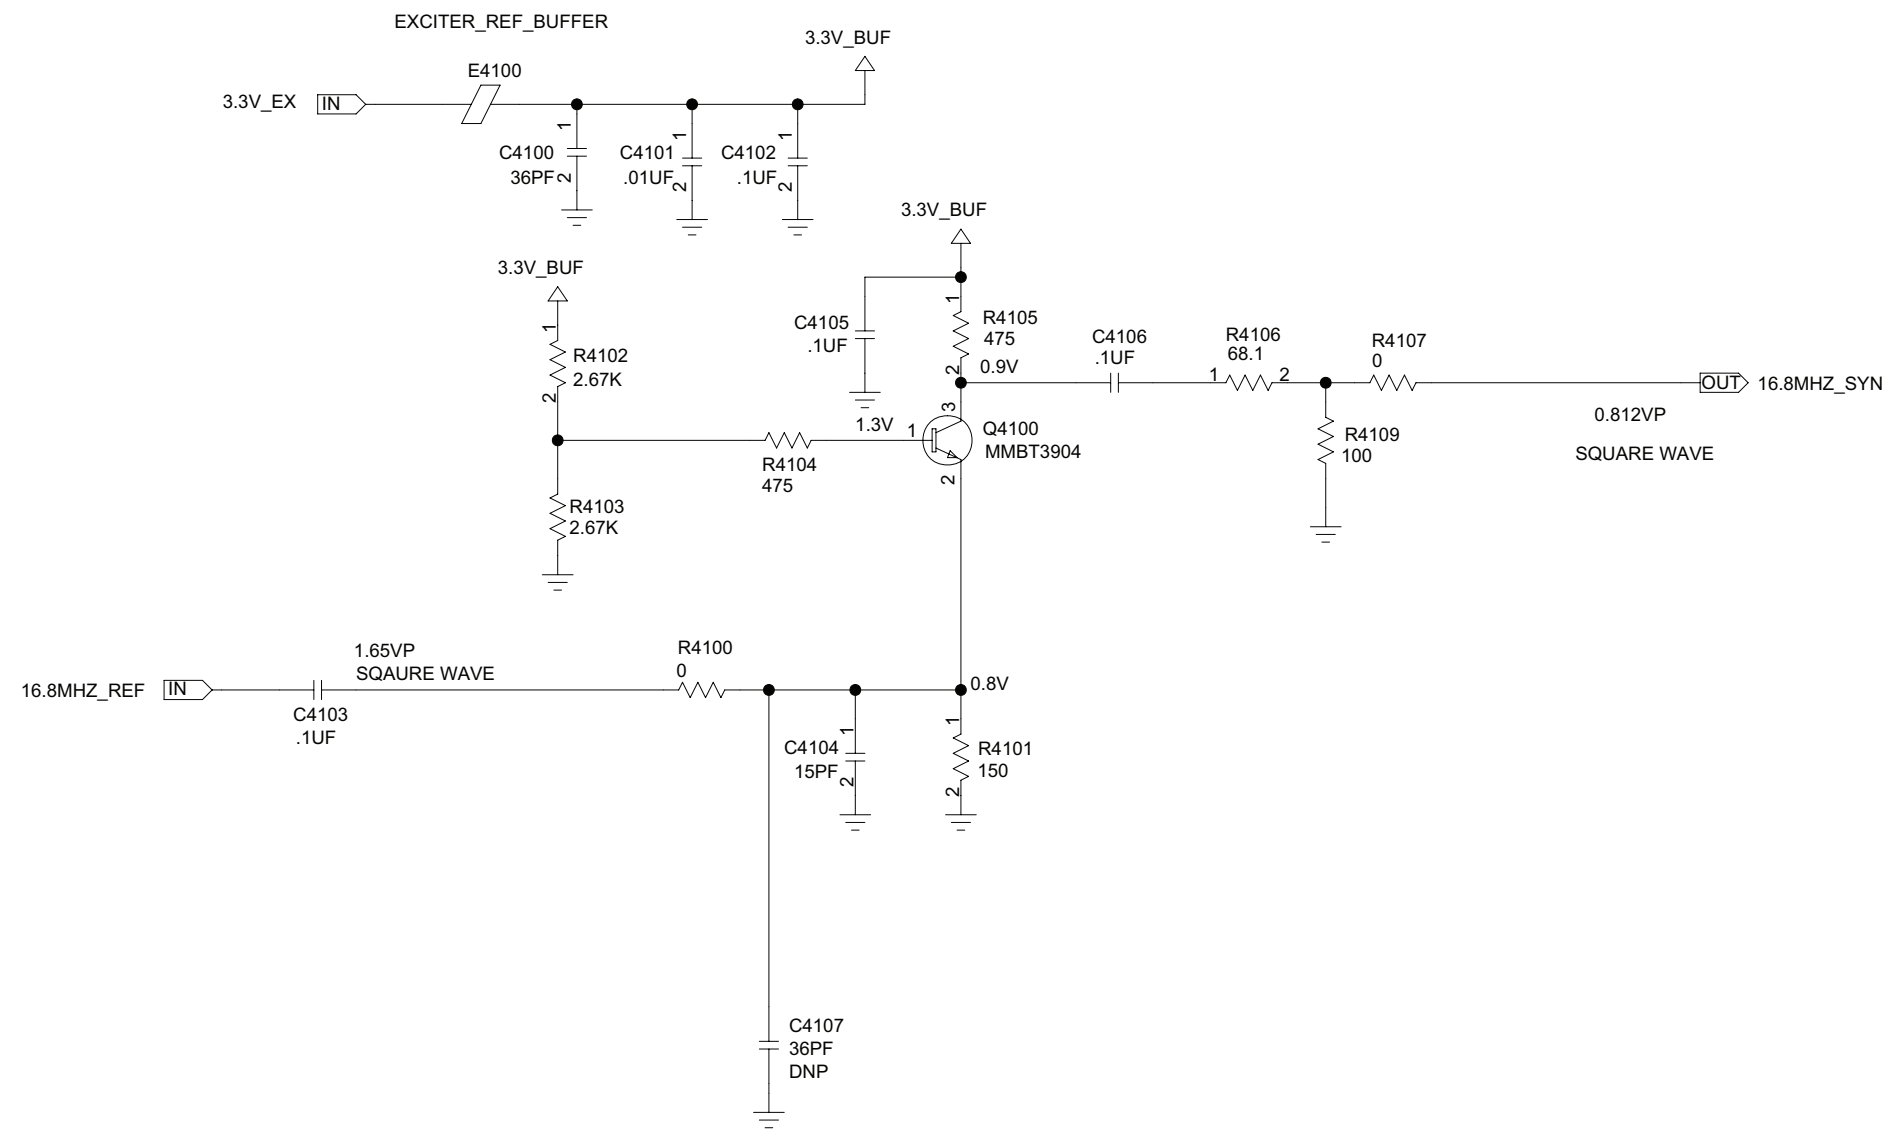 EXCITER_REF_BUFFER
3.3V_BUF
E4100
3.3V_EX
IN
1
C4100
36PF
2
1
C4101
.01UF
2
1
C4102
.1UF
2
3.3V_BUF
3.3V_BUF
1
R4102
2.67K
2
C4105
.1UF
1
R4105
475
2
0.9V
C4106
.1UF
R4106
68.1
1
2
R4107
0
OUT
16.8MHZ_SYN
0.812VP
SQUARE WAVE
R4109
100
1.3V
1
3
Q4100
MMBT3904
2
R4104
475
R4103
2.67K
1.65VP
SQAURE WAVE
R4100
0
16.8MHZ_REF
IN
C4103
.1UF
0.8V
1
C4104
15PF
2
1
R4101
150
2
C4107
36PF
DNP